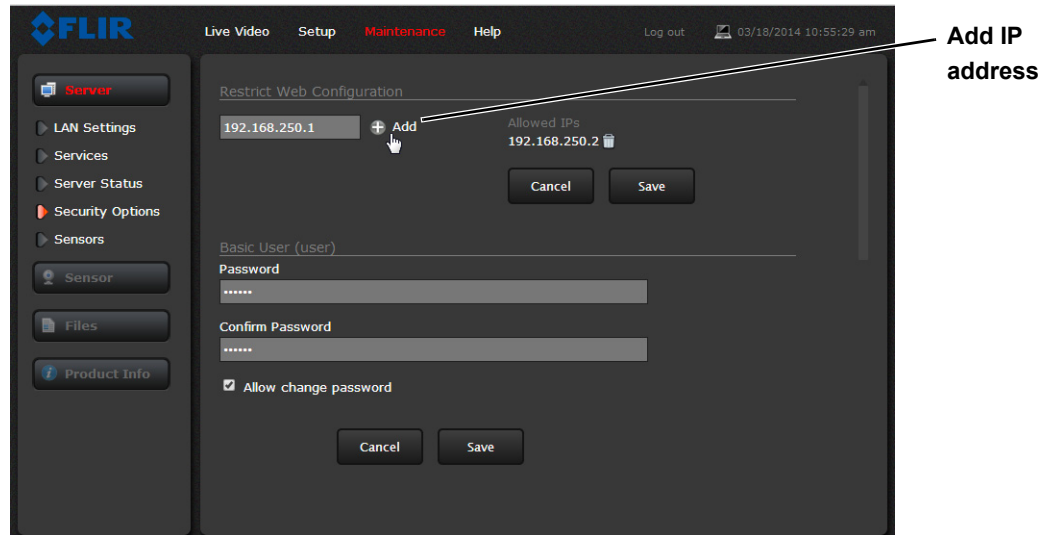 FLIR
Live Video Setup Maintenance Help Log out 03/18/2014 10:55:29 am
Add IP
address
Server
LAN Settings
Services
Server Status
Security Options
Sensors
Sensor
Files
Product Info
Restrict Web Configuration
192.168.250.1 Add
Allowed IPs
192.168.250.2
Cancel Save
Basic User (user)
Password
••••••
Confirm Password
••••••
Allow change password
Cancel Save